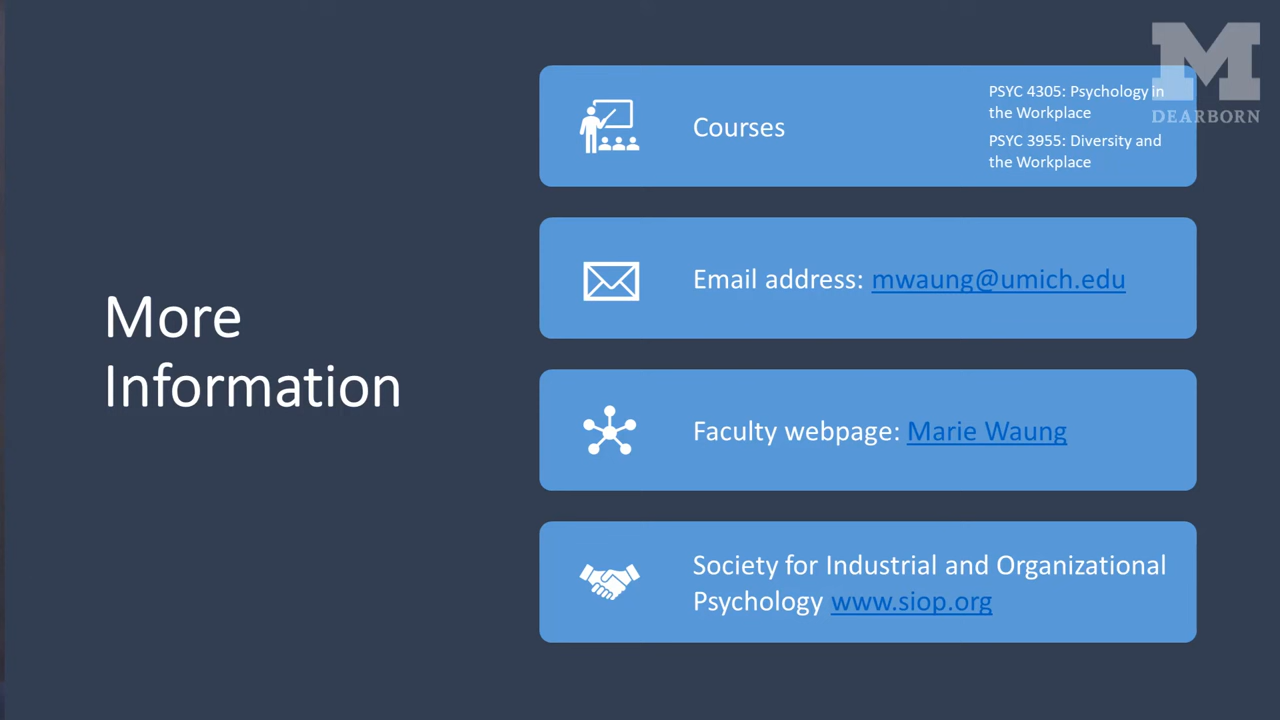 More
Information
Courses
PSYC 4305: Psychology in
the Workplace
PSYC 3955: Diversity and
the Workplace
Email address: mwaung@umich.edu
Faculty webpage: Marie Waung
Society for Industrial and Organizational
Psychology www.siop.org
M
DEARBORN